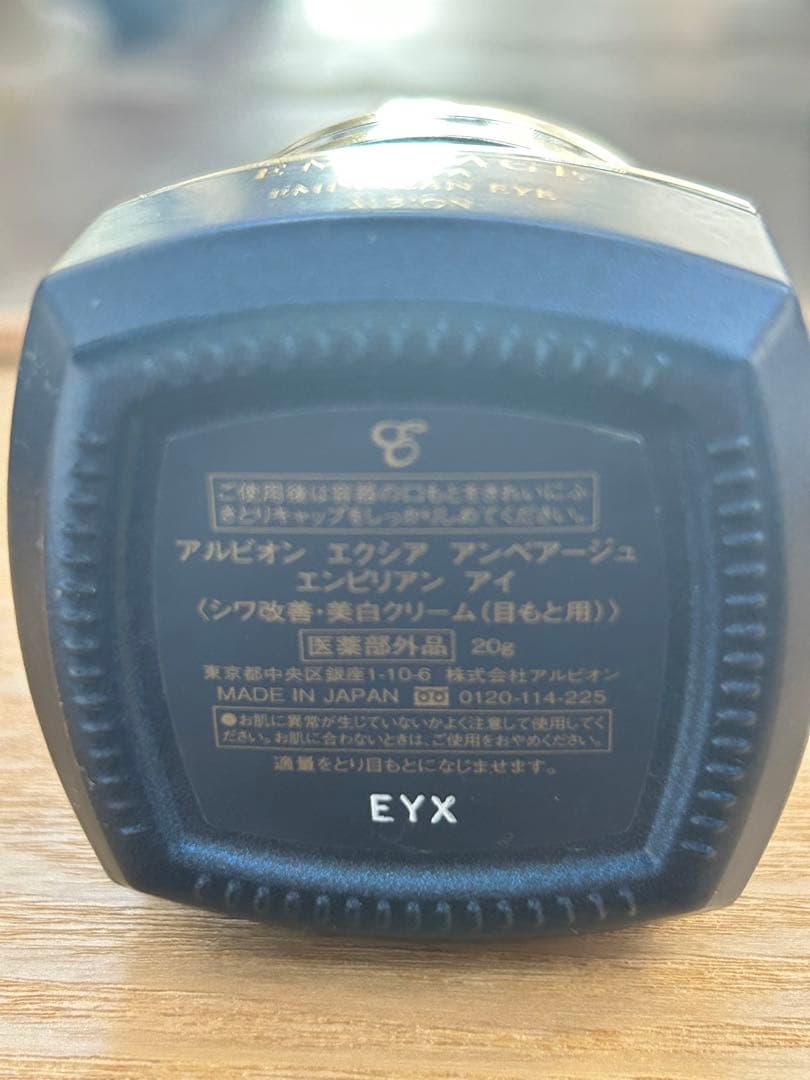 EMPYREAN EYE
ALBION
ご使用後は容器の口もとをきれいにふ
きとりキャップをしっかりしめてください。
アルビオン エクシア アンベアージュ
エンピリアン アイ
〈シワ改善・美白クリーム(目もと用)〉
医薬部外品 20g
東京都中央区銀座1-10-6 株式会社アルビオン
MADE IN JAPAN 0120-114-225
●お肌に異常が生じていないかよく注意して使用してく
ださい。お肌に合わないときは、ご使用をおやめください。
適量をとり目もとになじませます。
EYX